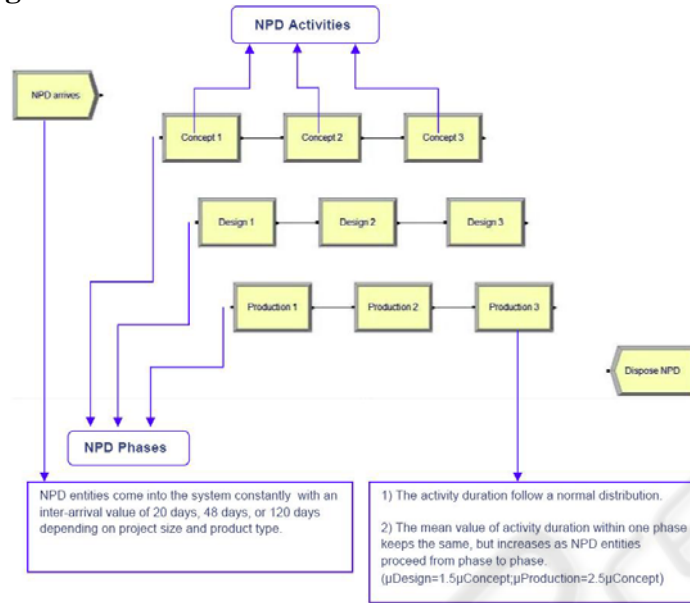 NPD Activities
NPD arrives
Concept 1
Concept 2
Concept 3
Design 1
Design 2
Design 3
Production 1
Production 2
Production 3
Dispose NPD
NPD Phases
NPD entities come into the system constantly with an
inter-arrival value of 20 days, 48 days, or 120 days
depending on project size and product type.
1) The activity duration follow a normal distribution.
2) The mean value of activity duration within one phase
keeps the same, but increases as NPD entities
proceed from phase to phase.
(μDesign=1.5μConcept;μProduction=2.5μConcept)